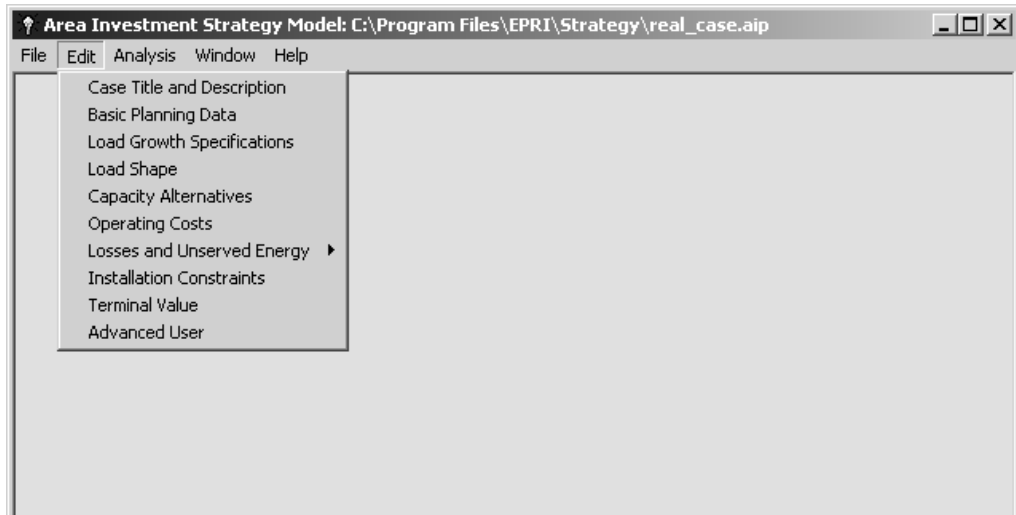 Area Investment Strategy Model: C:\Program Files\EPRI\Strategy\real_case.aip
File Edit Analysis Window Help
Case Title and Description
Basic Planning Data
Load Growth Specifications
Load Shape
Capacity Alternatives
Operating Costs
Losses and Unserved Energy
Installation Constraints
Terminal Value
Advanced User